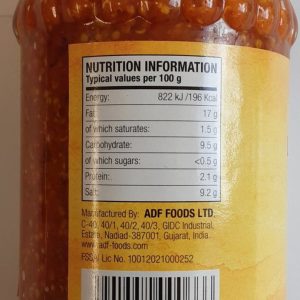 NUTRITION INFORMATION
Typical values per 100 g
Energy: 822 kJ /196 Kcal
Fat: 17 g
of which saturates: 1.5 g
Carbohydrate: 9.5 g
of which sugars: <0.5 g
Protein: 2.1 g
Salt: 9.2 g
Manufactured By: ADF FOODS LTD.
C-40, 40/1, 40/2, 40/3, GIDC Industrial,
Estate, Nadiad-387001, Gujarat, India.
www.adf-foods.com
FSSAI Lic No. 10012021000252